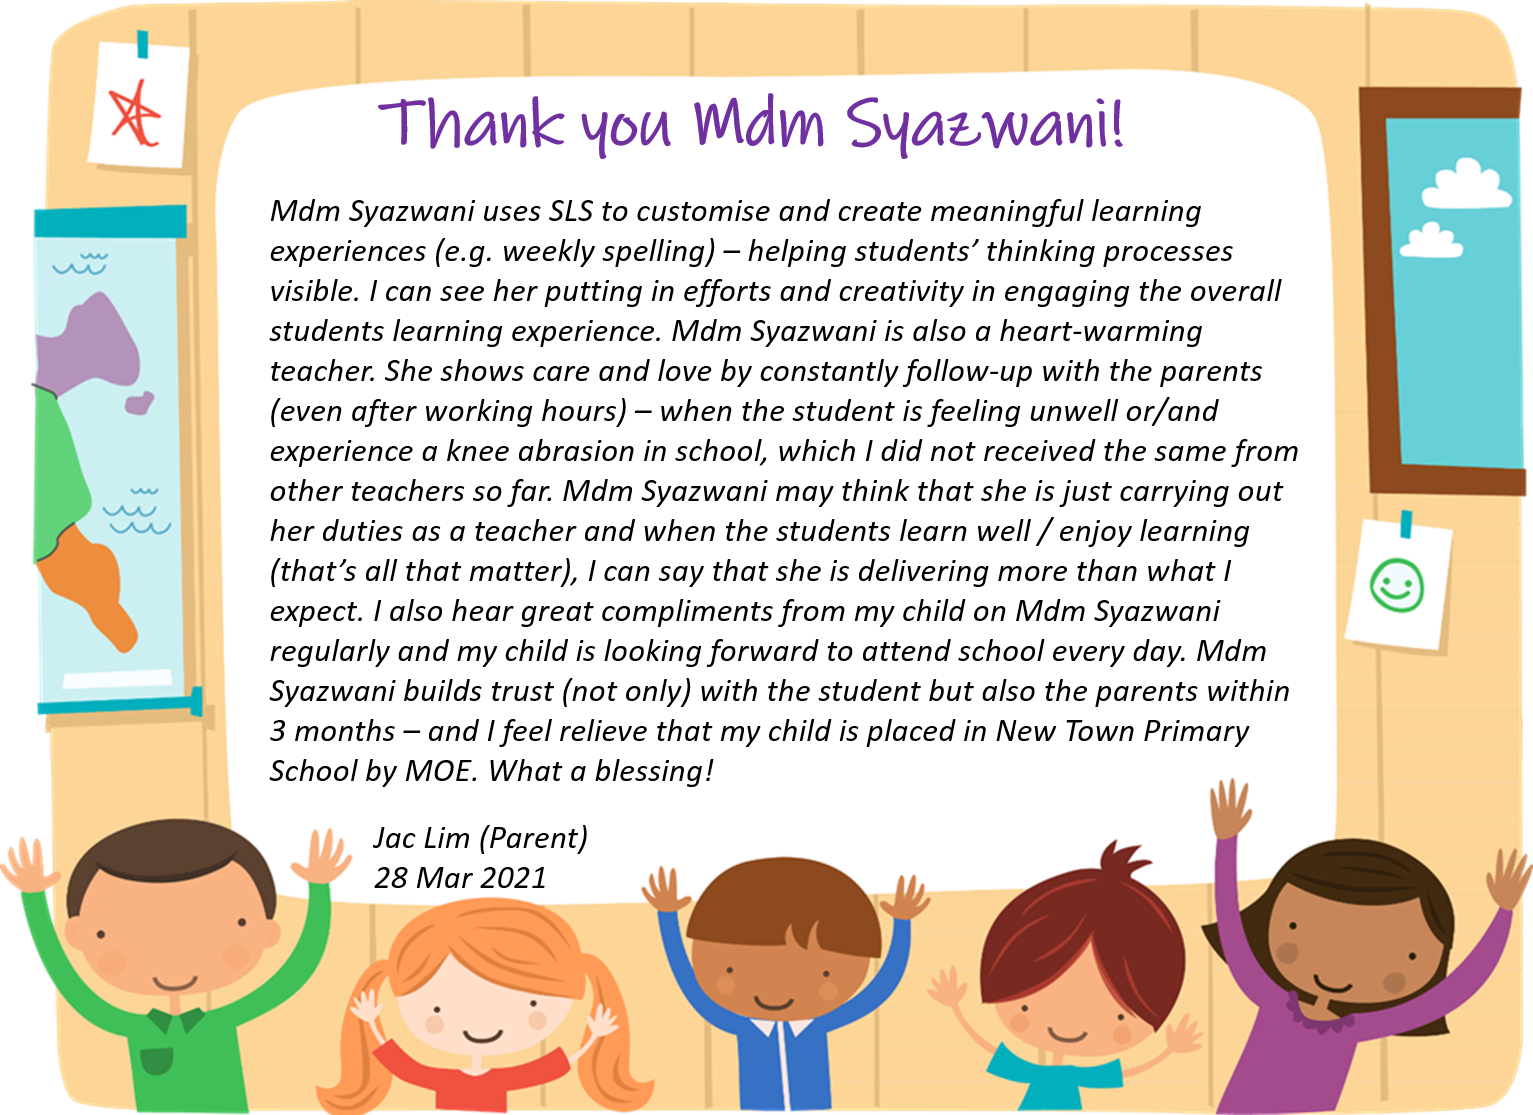 Thank you Mdm Syazwani!
Mdm Syazwani uses SLS to customise and create meaningful learning
experiences (e.g. weekly spelling) – helping students’ thinking processes
visible. I can see her putting in efforts and creativity in engaging the overall
students learning experience. Mdm Syazwani is also a heart-warming
teacher. She shows care and love by constantly follow-up with the parents
(even after working hours) – when the student is feeling unwell or/and
experience a knee abrasion in school, which I did not received the same from
other teachers so far. Mdm Syazwani may think that she is just carrying out
her duties as a teacher and when the students learn well / enjoy learning
(that’s all that matter), I can say that she is delivering more than what I
expect. I also hear great compliments from my child on Mdm Syazwani
regularly and my child is looking forward to attend school every day. Mdm
Syazwani builds trust (not only) with the student but also the parents within
3 months – and I feel relieve that my child is placed in New Town Primary
School by MOE. What a blessing!
Jac Lim (Parent)
28 Mar 2021